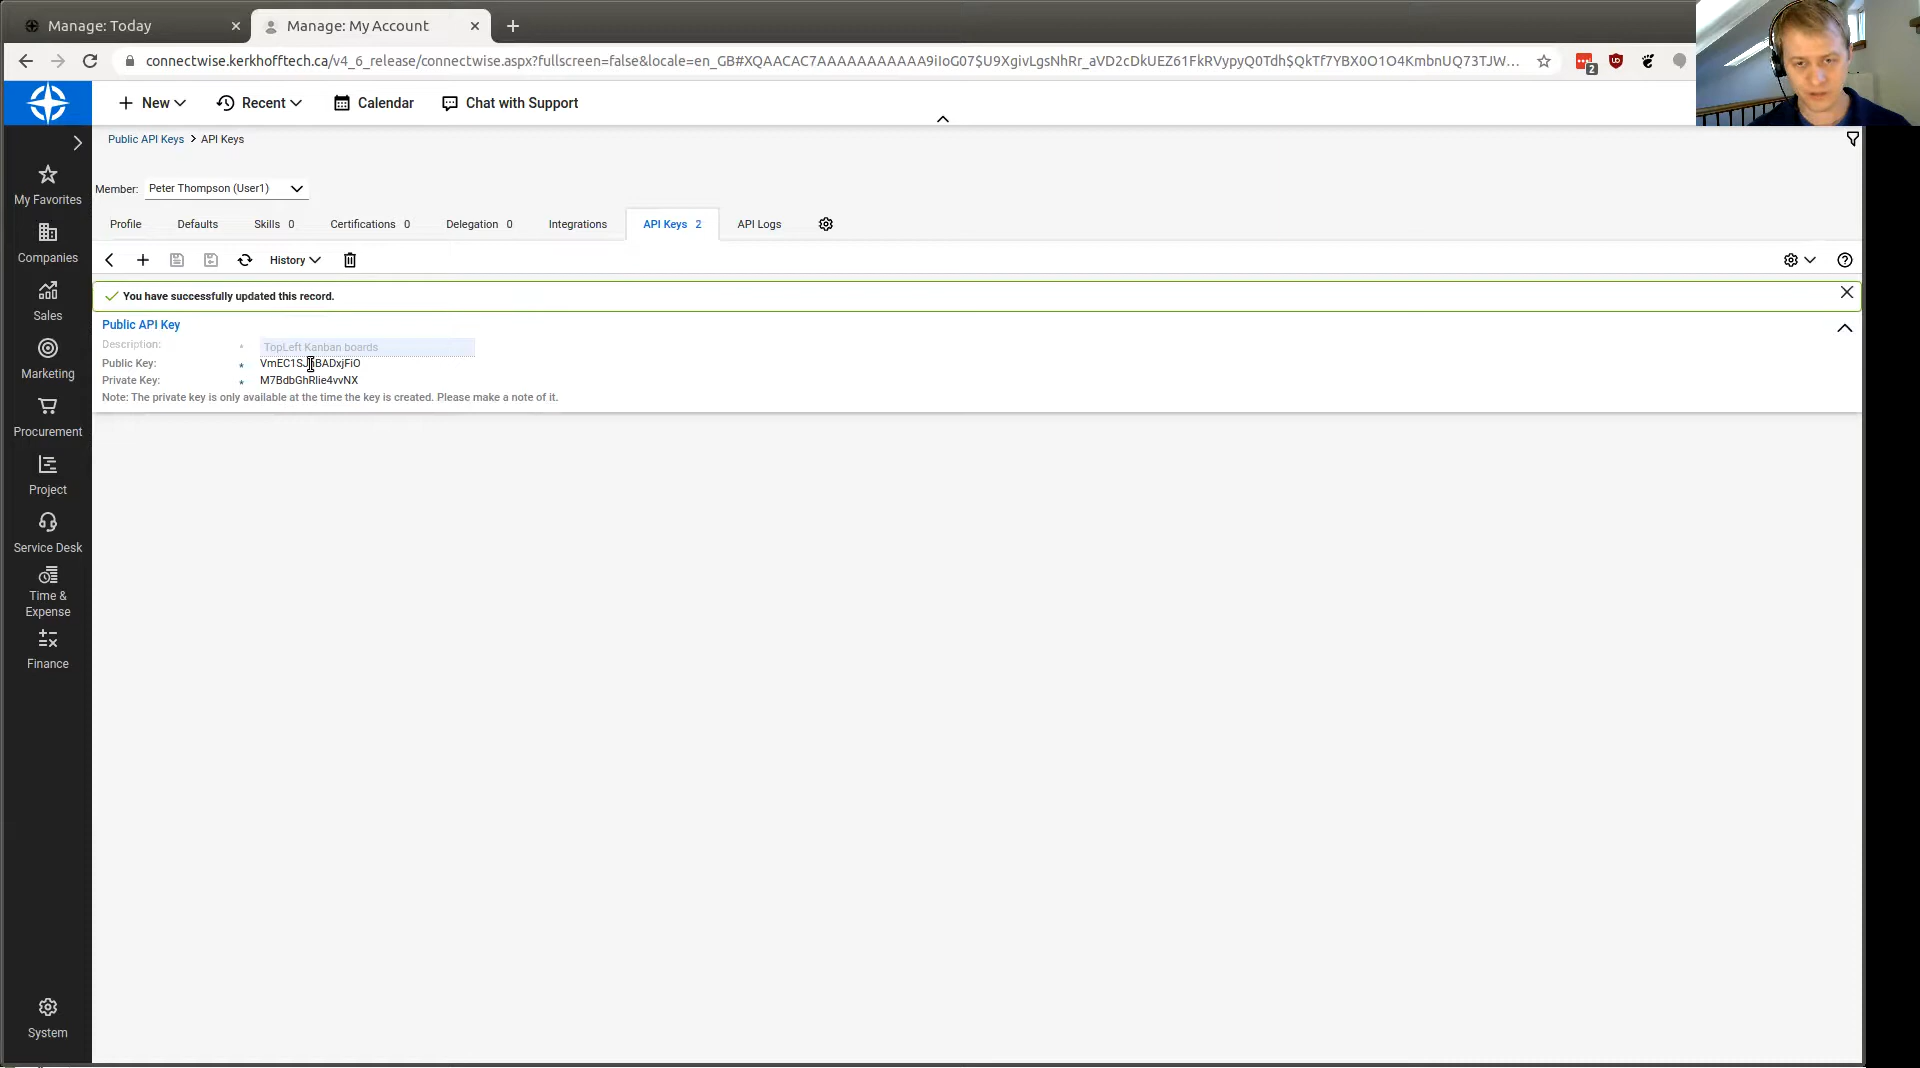 Manage: Today
Manage: My Account
connectwise.kerkhofftech.ca/v4_6_release/connectwise.aspx?fullscreen=false&locale=en_GB#XQAACAC7AAAAAAAAAAA9iIoG07$U9XgivLgsNhRr_aVD2cDkUEZ61FkRVypyQ0Tdh$QkTf7YBX0O1O4KmbnUQ73TJW...
2
New
Recent
Calendar
Chat with Support
Public API Keys > API Keys
Member: Peter Thompson (User1)
Profile Defaults Skills 0 Certifications 0 Delegation 0 Integrations API Keys 2 API Logs
History
You have successfully updated this record.
Public API Key
Description: TopLeft Kanban boards
Public Key:
Private Key: M7BdbGhRlie4vvNX
Note: The private key is only available at the time the key is created. Please make a note of it.
My Favorites
Companies
Sales
Marketing
Procurement
Project
Service Desk
Time &
Expense
Finance
System